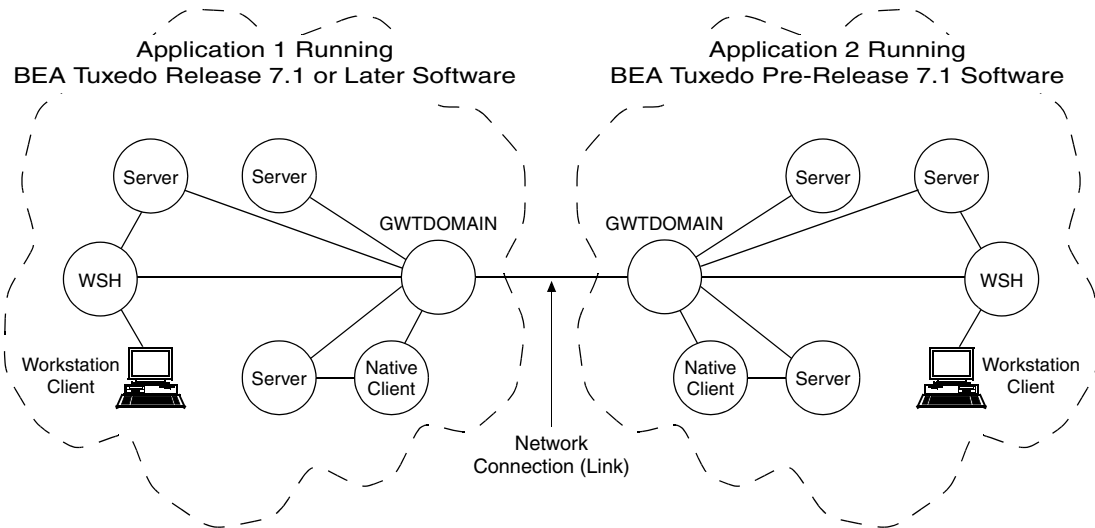 Application 1 Running
BEA Tuxedo Release 7.1 or Later Software
Application 2 Running
BEA Tuxedo Pre-Release 7.1 Software
Server
Server
Server
Server
GWTDOMAIN
GWTDOMAIN
WSH
WSH
Workstation
Client
Server
Native
Client
Native
Client
Server
Workstation
Client
Network
Connection (Link)